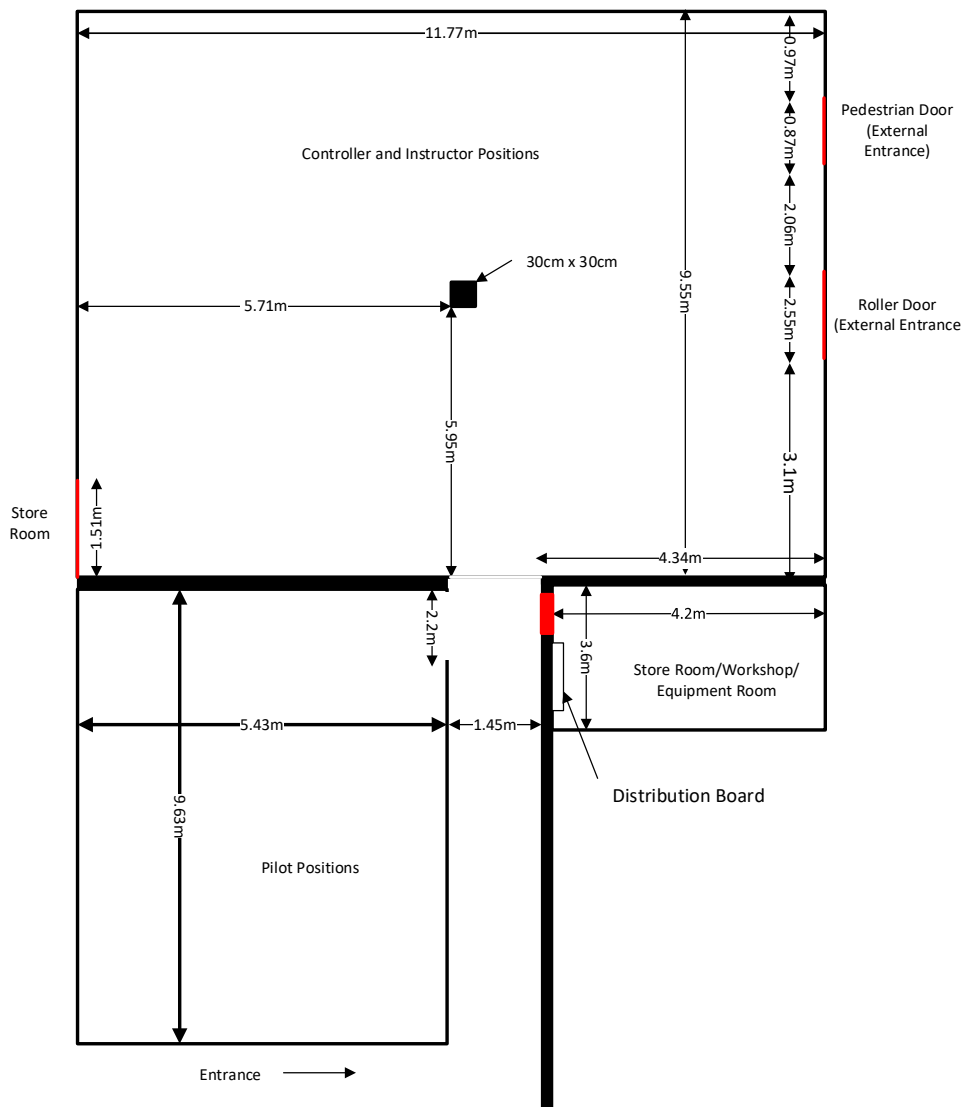 11.77m
0.97m
Pedestrian Door
(External
Entrance)
0.87m
Controller and Instructor Positions
2.06m
30cm x 30cm
9.55m
5.71m
2.55m
Roller Door
(External Entrance
5.95m
3.1m
Store
Room
1.51m
4.34m
2.2m
4.2m
3.6m
Store Room/Workshop/
Equipment Room
5.43m
1.45m
9.63m
Distribution Board
Pilot Positions
Entrance